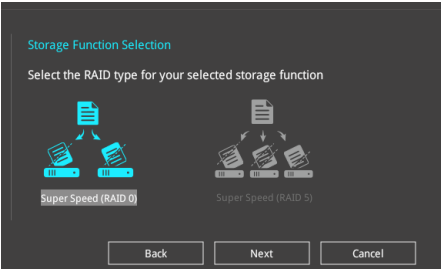 Storage Function Selection
Select the RAID type for your selected storage function
Super Speed (RAID 0)
Super Speed (RAID 5)
Back
Next
Cancel